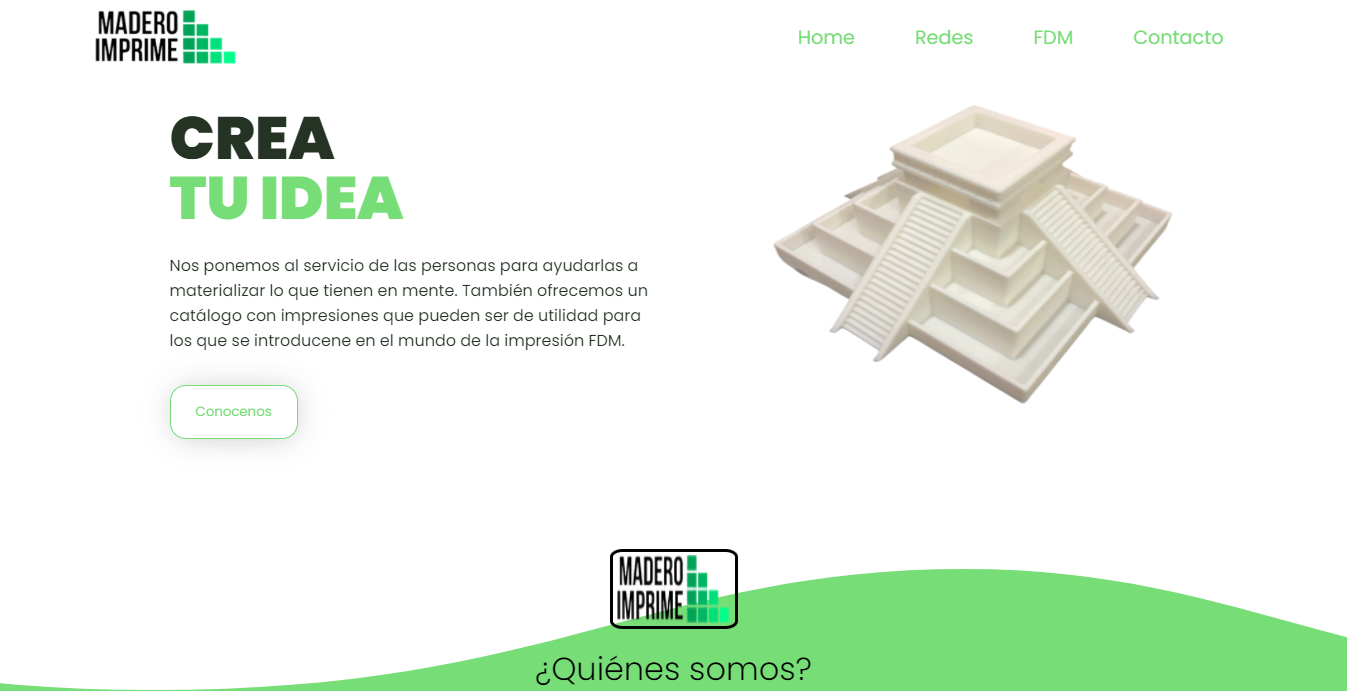 MADERO
IMPRIME
Home Redes FDM Contacto
CREA
TU IDEA
Nos ponemos al servicio de las personas para ayudarlas a
materializar lo que tienen en mente. También ofrecemos un
catálogo con impresiones que pueden ser de utilidad para
los que se introducene en el mundo de la impresión FDM.
Conocenos
MADERO
IMPRIME
¿Quiénes somos?